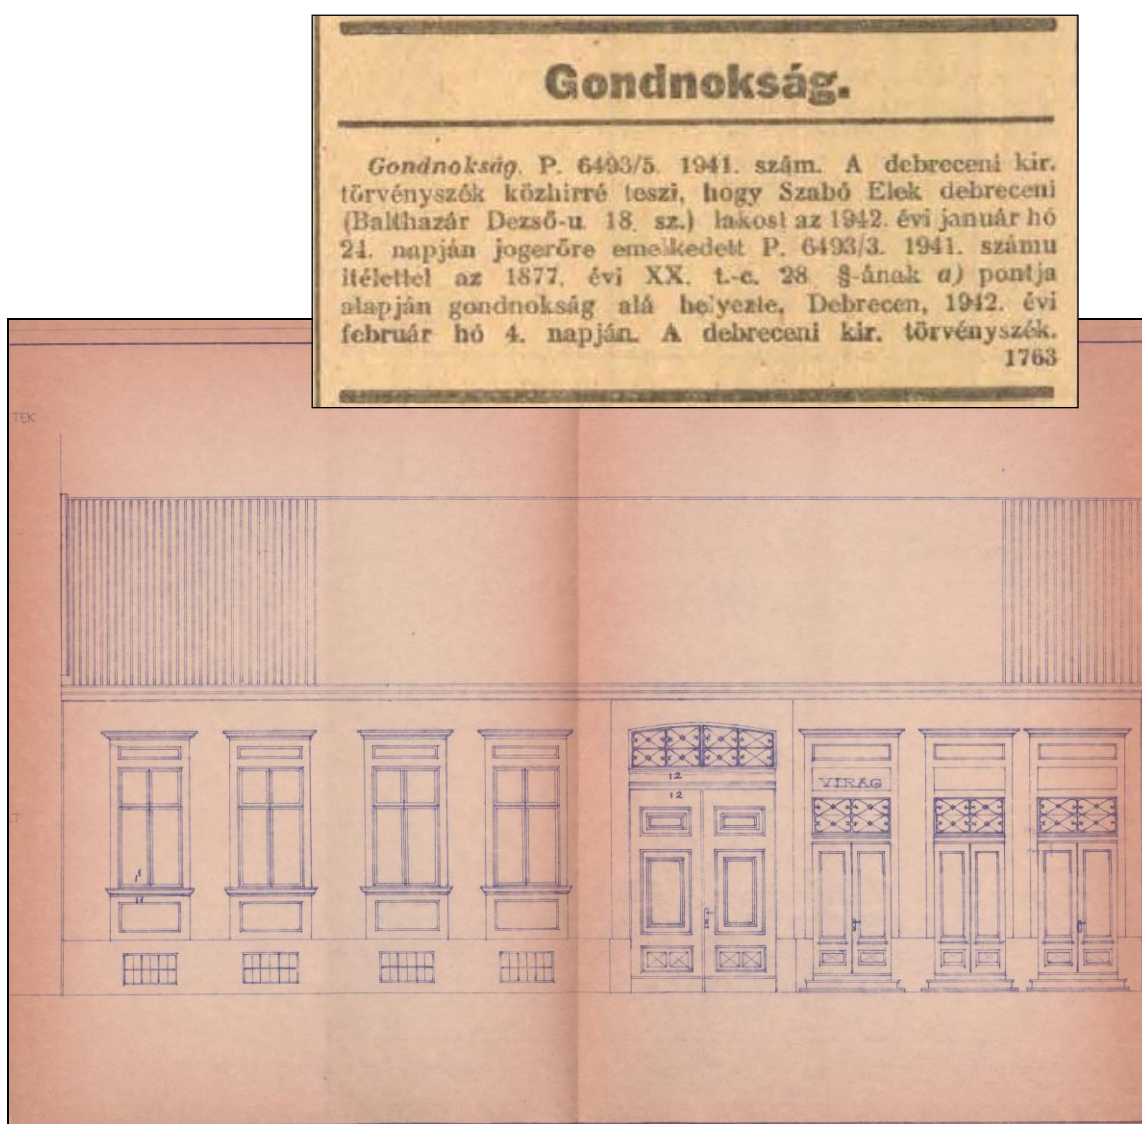 Gondnokság.
Gondnokság. P. 6493/5. 1941. szám. A debreceni kir.
törvényszék közhirré teszi, hogy Szabó Elek debreceni
(Balthazár Dezső-u. 18. sz.) lakost az 1942. évi január hó
24. napján jogerőre emelkedett P. 6493/3. 1941. számu
itélettel az 1877. évi XX. t.-c. 28 §-ának a) pontja
alapján gondnokság alá helyezte. Debrecen, 1942. évi
február hó 4. napján. A debreceni kir. törvényszék.
1763
TEK
12
VIRÁG
12
T